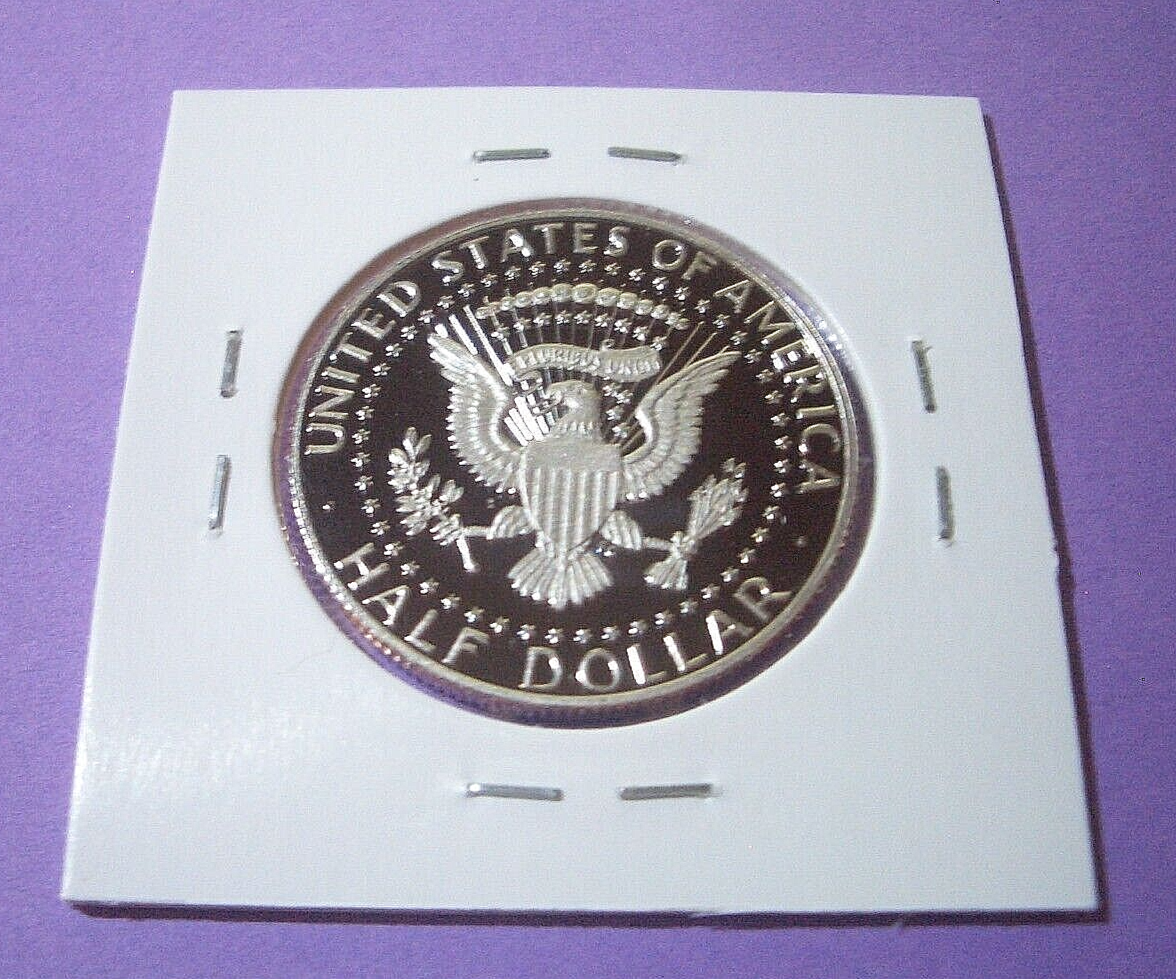 UNITED STATES OF AMERICA
E PLURIBUS UNUM
HALF DOLLAR